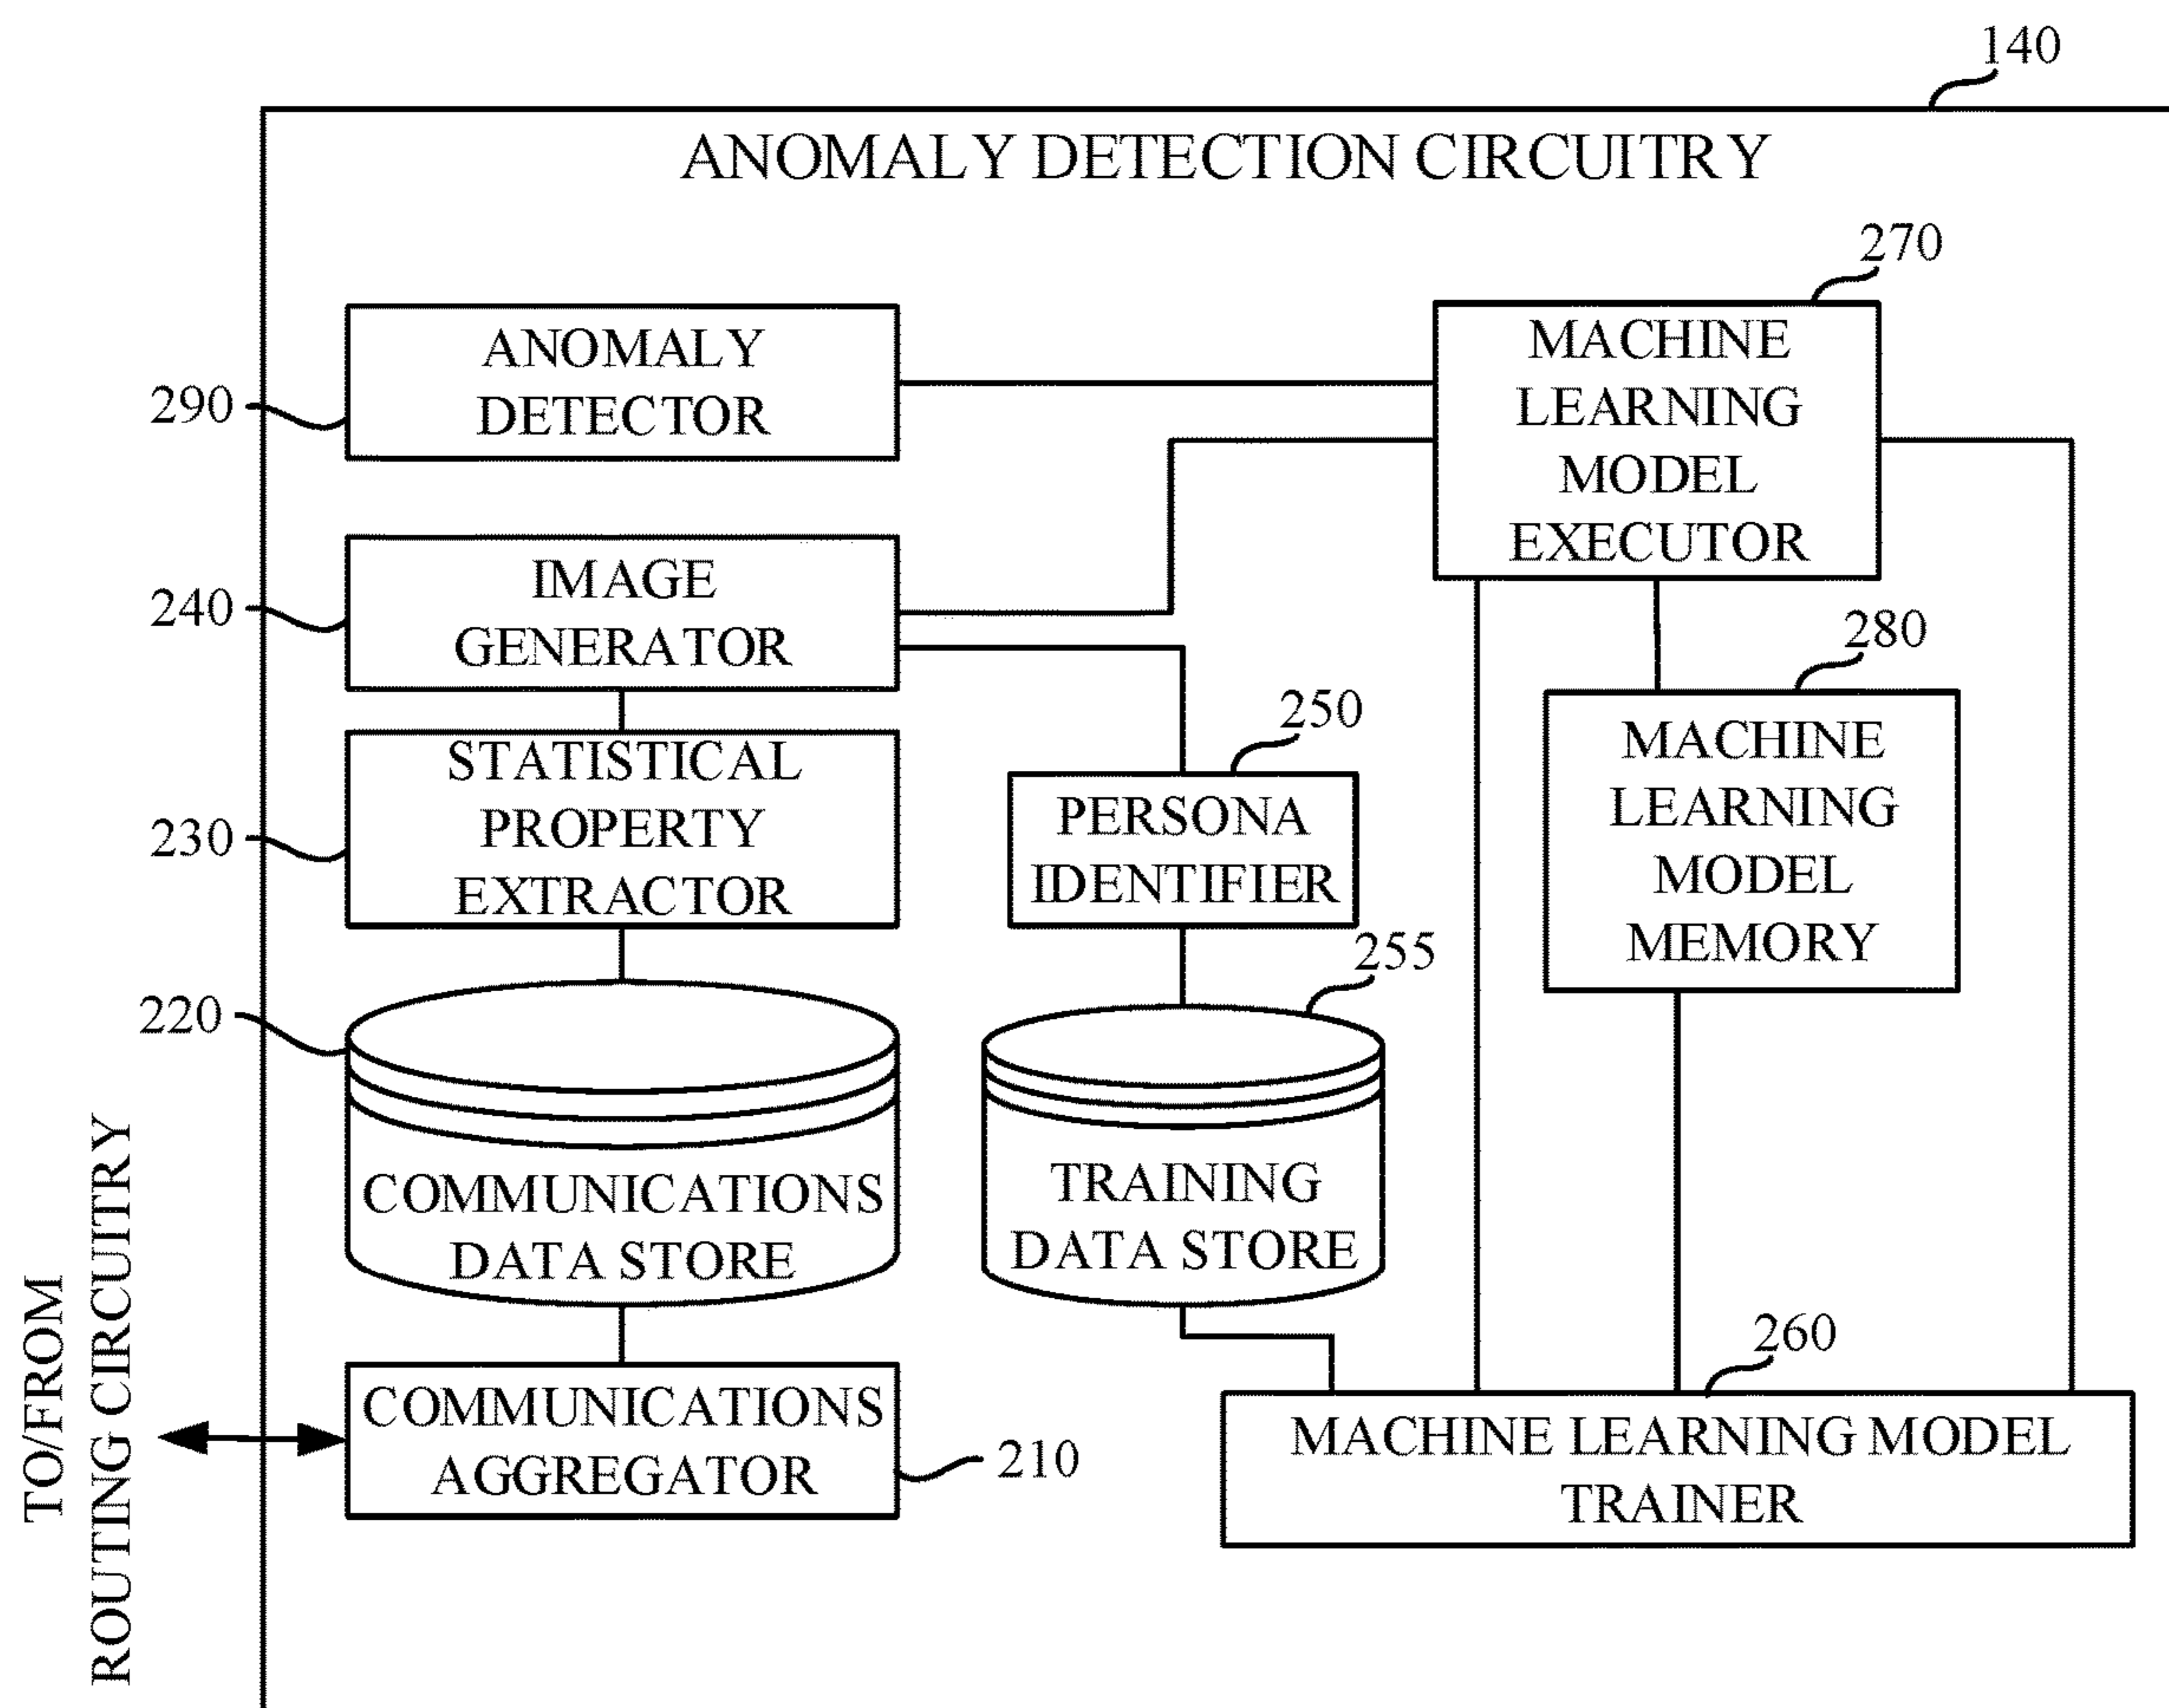 140
ANOMALY DETECTION CIRCUITRY
270
290
ANOMALY
DETECTOR
MACHINE
LEARNING
MODEL
EXECUTOR
240
IMAGE
GENERATOR
280
230
STATISTICAL
PROPERTY
EXTRACTOR
250
PERSONA
IDENTIFIER
MACHINE
LEARNING
MODEL
MEMORY
220
COMMUNICATIONS
DATA STORE
255
TRAINING
DATA STORE
260
TO/FROM
ROUTING CIRCUITRY
COMMUNICATIONS
AGGREGATOR
210
MACHINE LEARNING MODEL
TRAINER